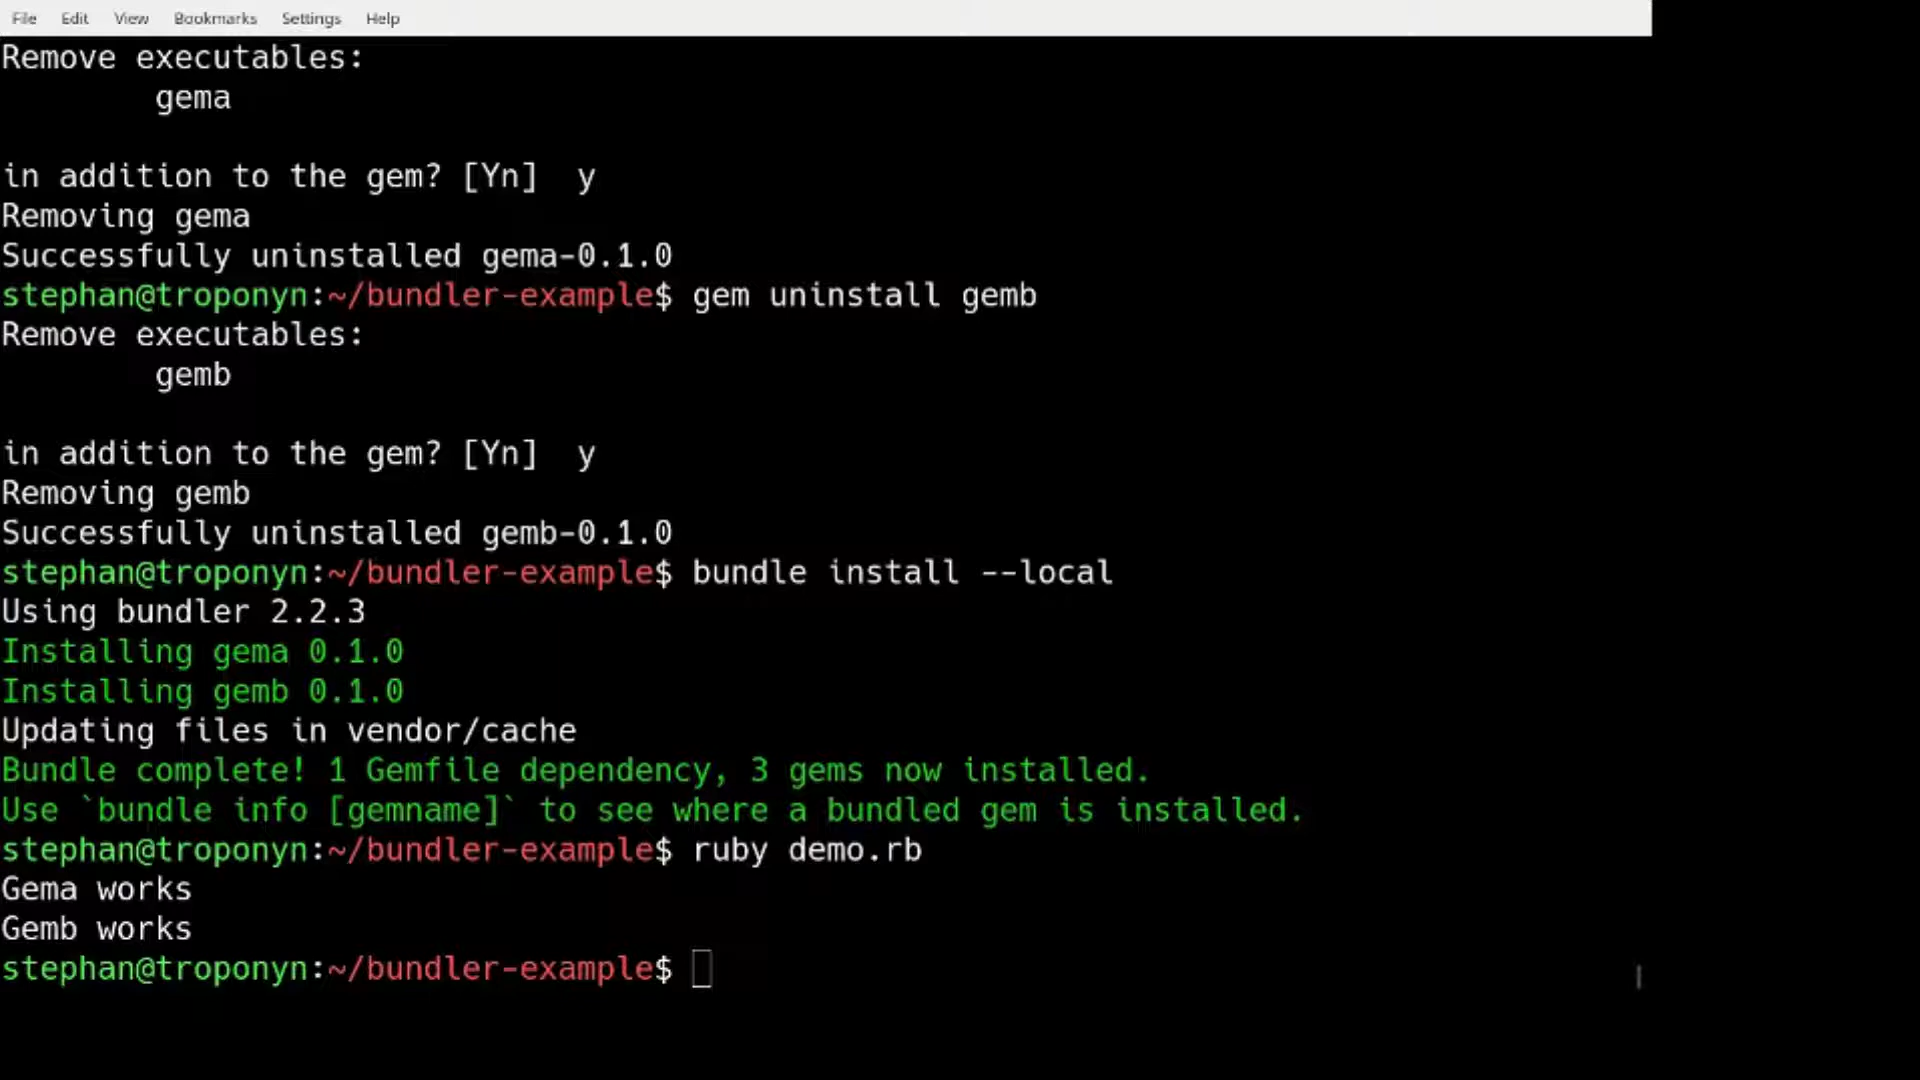 File Edit View Bookmarks Settings Help
Remove executables:
gema
in addition to the gem? [Yn]  y
Removing gema
Successfully uninstalled gema-0.1.0
stephan@troponyn:~/bundler-example$ gem uninstall gemb
Remove executables:
gemb
in addition to the gem? [Yn]  y
Removing gemb
Successfully uninstalled gemb-0.1.0
stephan@troponyn:~/bundler-example$ bundle install --local
Using bundler 2.2.3
Installing gema 0.1.0
Installing gemb 0.1.0
Updating files in vendor/cache
Bundle complete! 1 Gemfile dependency, 3 gems now installed.
Use `bundle info [gemname]` to see where a bundled gem is installed.
stephan@troponyn:~/bundler-example$ ruby demo.rb
Gema works
Gemb works
stephan@troponyn:~/bundler-example$